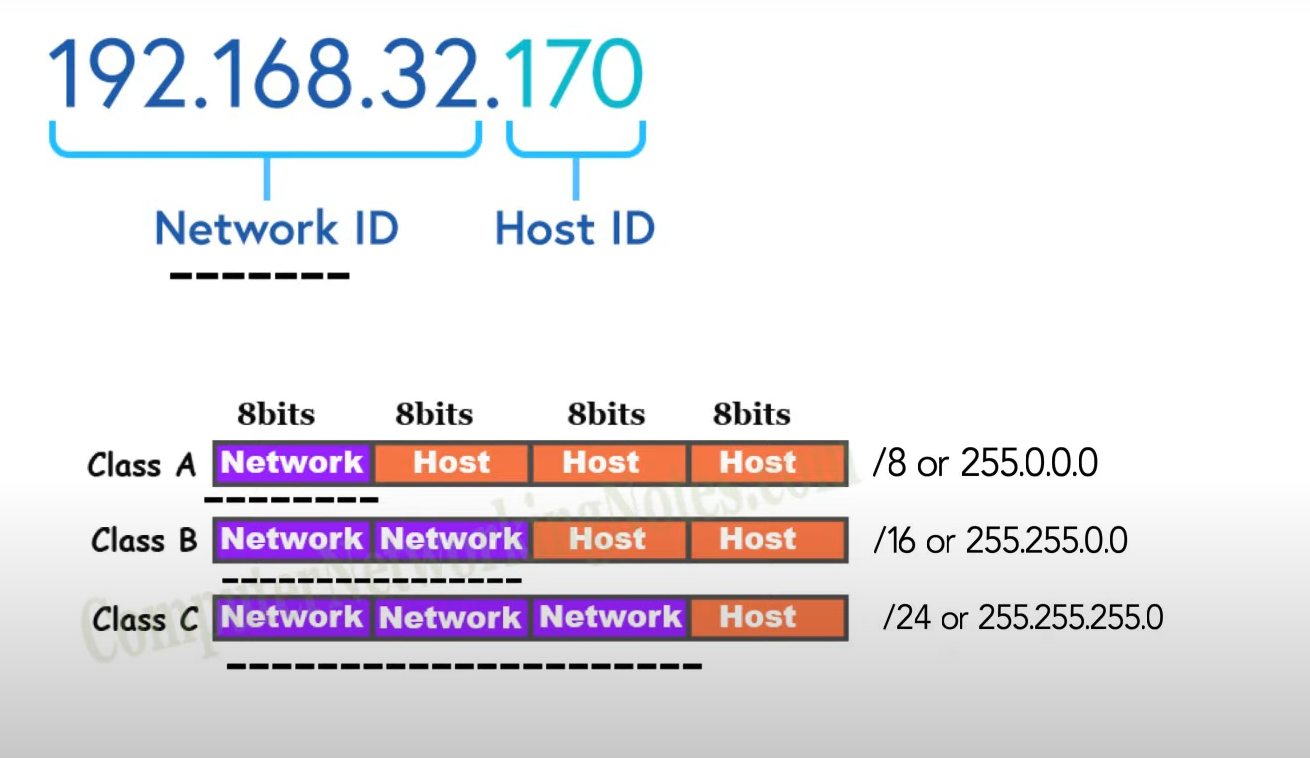 192.168.32.170
Network ID Host ID
8bits 8bits 8bits 8bits
Class A Network Host Host Host /8 or 255.0.0.0
Class B Network Network Host Host /16 or 255.255.0.0
Class C Network Network Network Host /24 or 255.255.255.0
ComputerNetworkingNotes.com